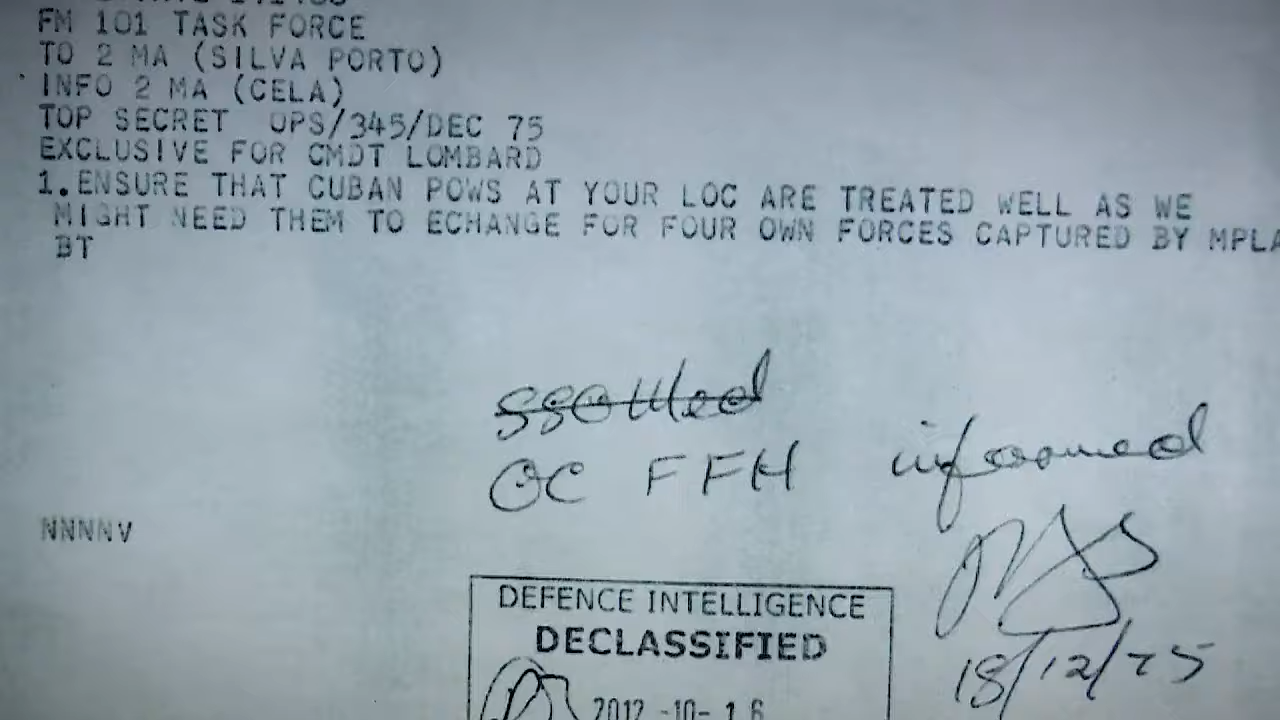 FM 101 TASK FORCE
TO 2 MA (SILVA PORTO)
INFO 2 MA (CELA)
TOP SECRET OPS/345/DEC 75
EXCLUSIVE FOR CMDT LOMBARD
1. ENSURE THAT CUBAN POWS AT YOUR LOC ARE TREATED WELL AS WE
MIGHT NEED THEM TO ECHANGE FOR FOUR OWN FORCES CAPTURED BY MPLA
BT
OC FFH informed
NNNNV
18/12/75
DEFENCE INTELLIGENCE
DECLASSIFIED
2012 -10- 16